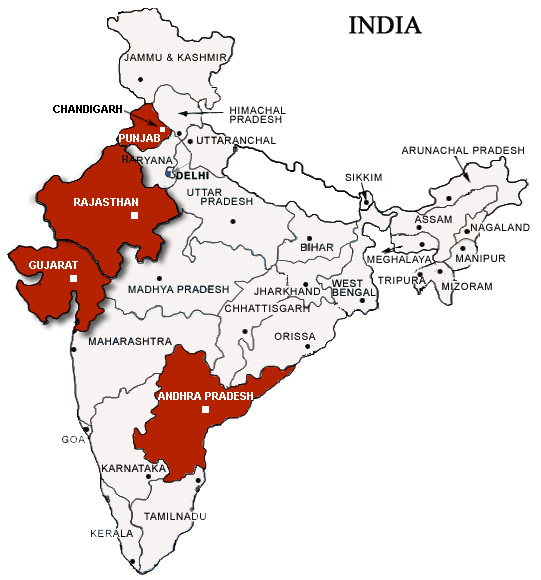 INDIA
JAMMU & KASHMIR
CHANDIGARH
HIMACHAL
PRADESH
PUNJAB
UTTARANCHAL
HARYANA
DELHI
ARUNACHAL PRADESH
SIKKIM
RAJASTHAN
UTTAR
PRADESH
ASSAM
NAGALAND
BIHAR
MEGHALAYA
MANIPUR
GUJARAT
MADHYA PRADESH
JHARKHAND
WEST
BENGAL
TRIPURA
MIZORAM
CHHATTISGARH
ORISSA
MAHARASHTRA
ANDHRA PRADESH
GOA
KARNATAKA
TAMILNADU
KERALA